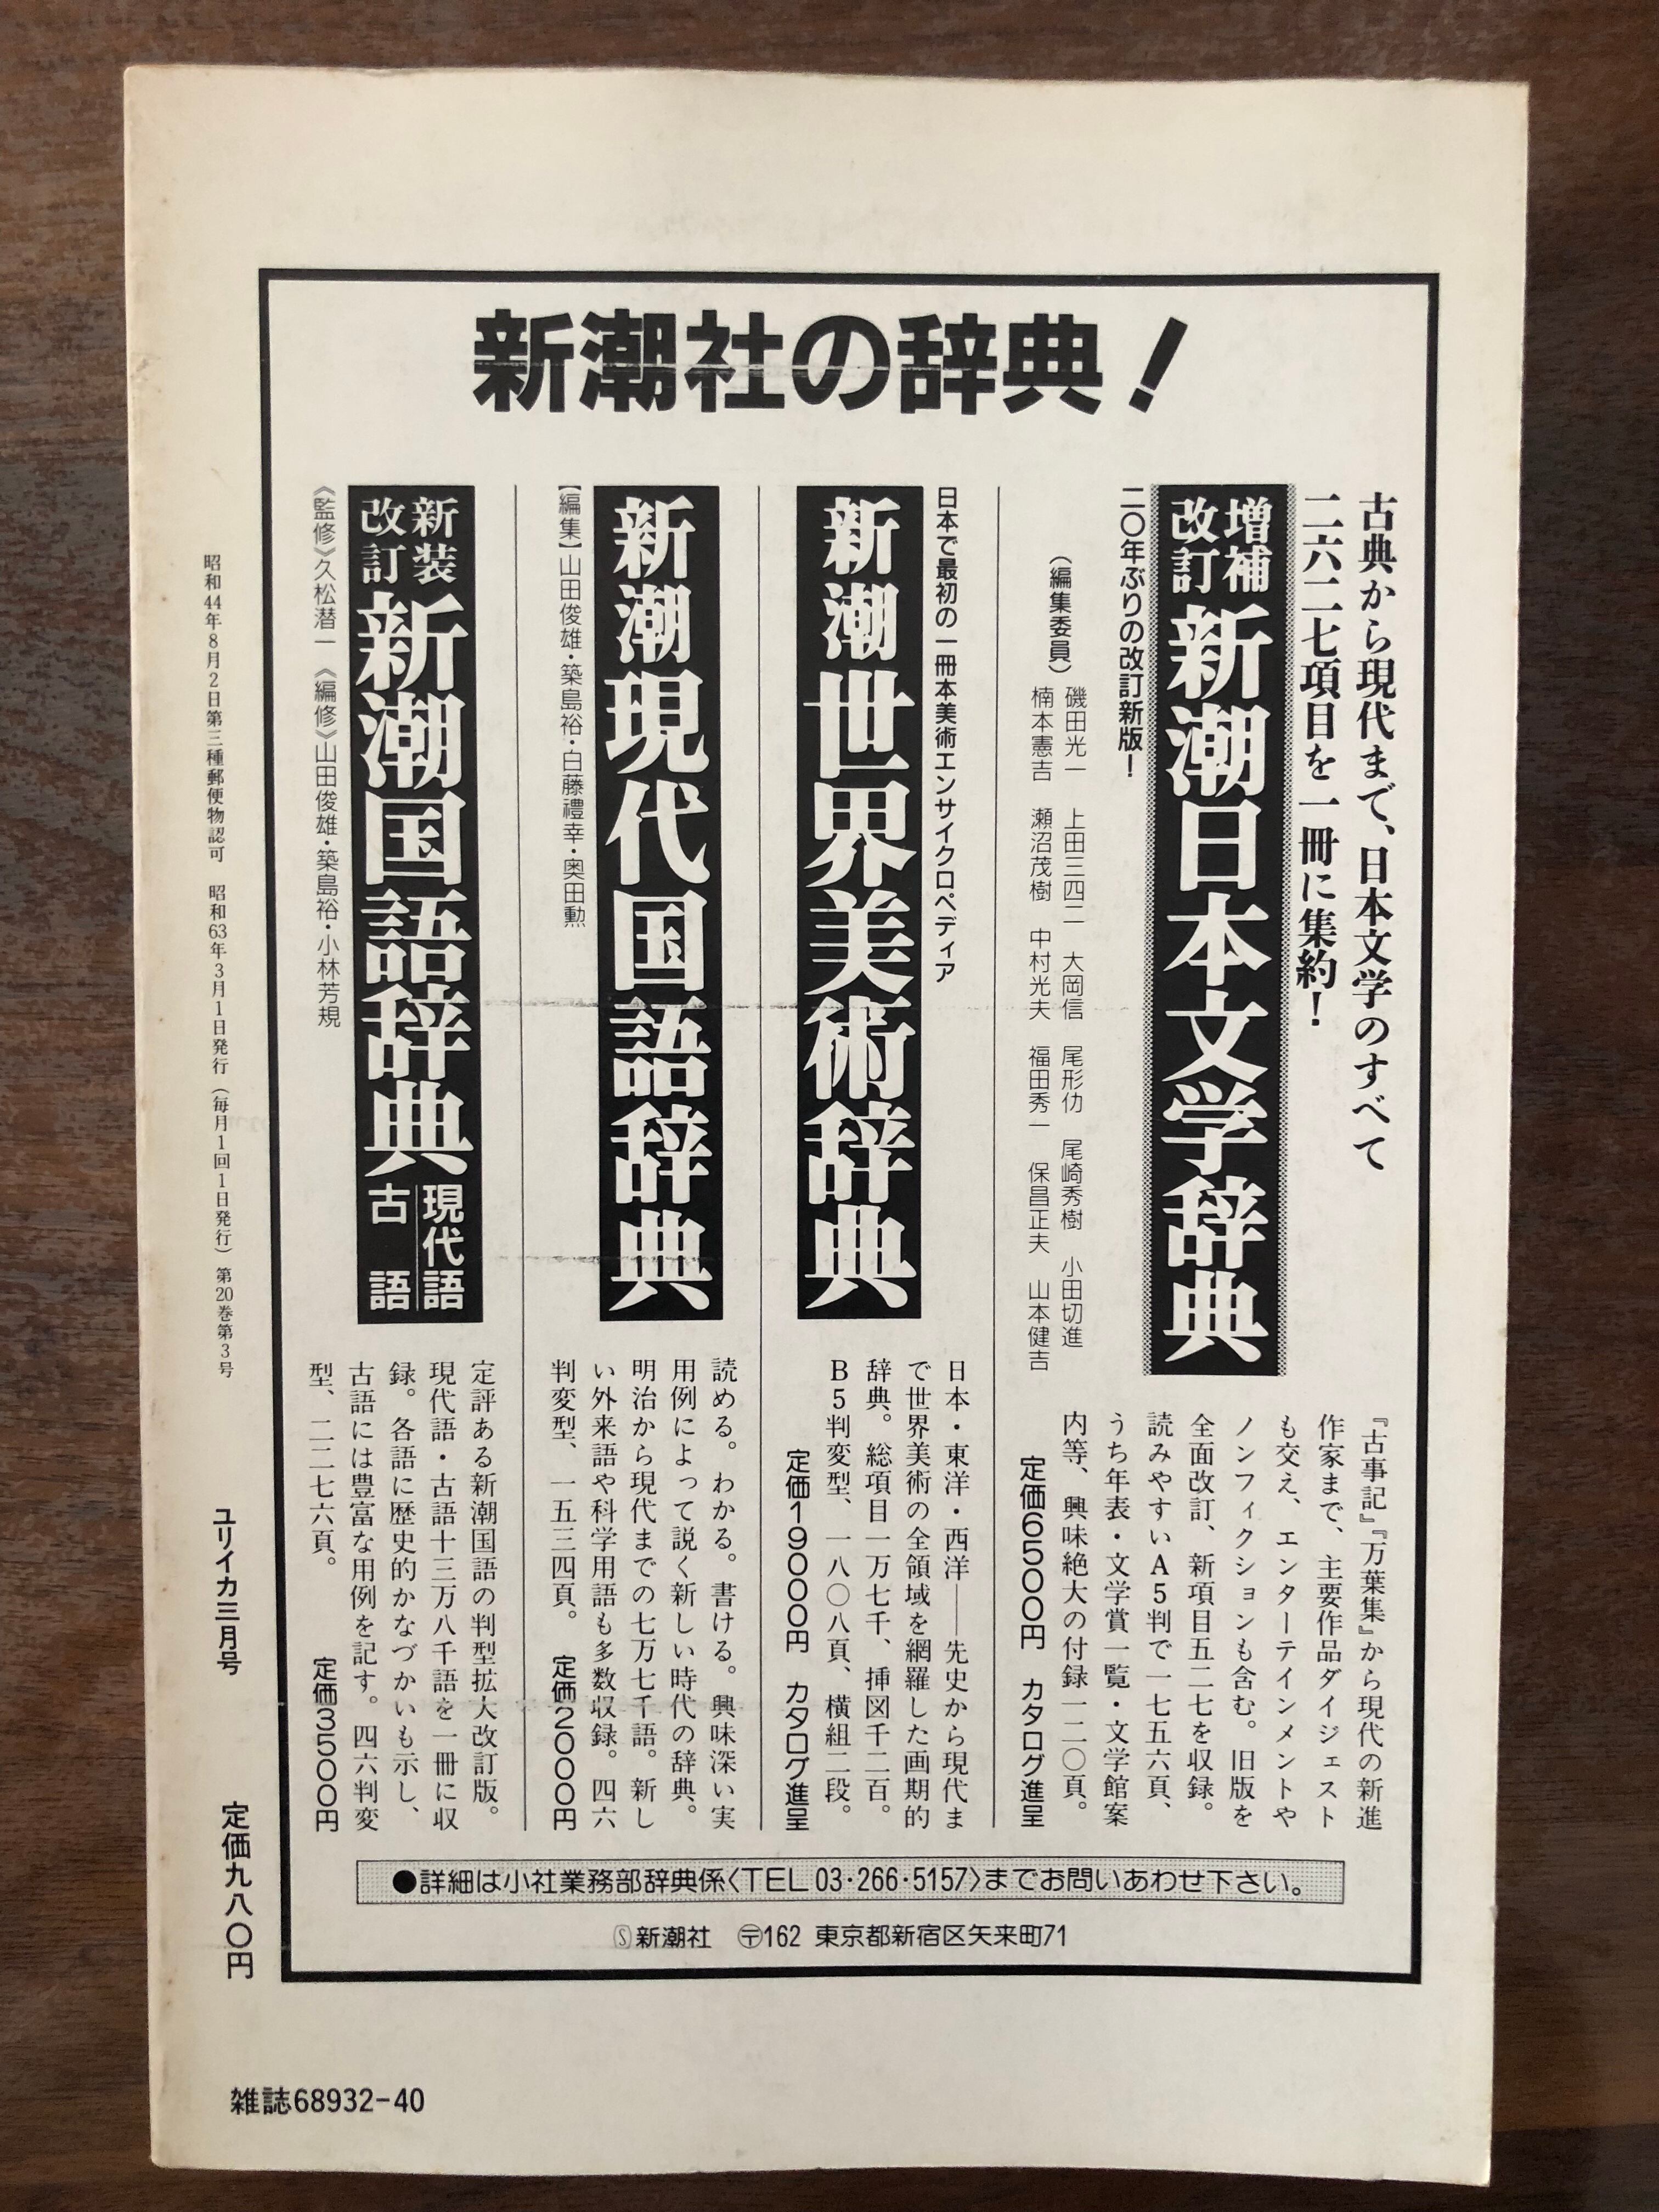 新潮社の辞典！
古典から現代まで、日本文学のすべて
二六二七項目を一冊に集約！
増補
改訂
新潮日本文学辞典
二〇年ぶりの改訂新版！
（編集委員）
磯田光一　上田三四二　大岡信　尾形仂　尾崎秀樹　小田切進
楠本憲吉　瀬沼茂樹　中村光夫　福田秀一　保昌正夫　山本健吉
『古事記』『万葉集』から現代の新進
作家まで、主要作品ダイジェスト
も交え、エンターテインメントや
ノンフィクションも含む。旧版を
全面改訂、新項目五二七を収録。
読みやすいA5判で一七五六頁、
うち年表・文学賞一覧・文学館案
内等、興味絶大の付録一二〇頁。
定価6500円　カタログ進呈
日本で最初の一冊本美術エンサイクロペディア
新潮世界美術辞典
日本・東洋・西洋――先史から現代ま
で世界美術の全領域を網羅した画期的
辞典。総項目一万七千、挿図千二百。
B5判変型、一八〇八頁、横組二段。
定価19000円　カタログ進呈
新潮現代国語辞典
【編集】山田俊雄・築島裕・白藤禮幸・奥田勲
読める。わかる。書ける。興味深い実
用例によって説く新しい時代の辞典。
明治から現代までの七万七千語。新し
い外来語や科学用語も多数収録。四六
判変型、一五三四頁。　定価2000円
新装
改訂
新潮国語辞典
現代語
古語
《監修》久松潜一　《編修》山田俊雄・築島裕・小林芳規
定評ある新潮国語の判型拡大改訂版。
現代語・古語十三万八千語を一冊に収
録。各語に歴史的かなづかいも示し、
古語には豊富な用例を記す。四六判変
型、二二七六頁。　定価3500円
●詳細は小社業務部辞典係〈TEL 03・266・5157〉までお問いあわせ下さい。
Ⓢ新潮社　〒162 東京都新宿区矢来町71
昭和44年8月2日第三種郵便物認可　昭和63年3月1日発行（毎月1回1日発行）第20巻第3号
ユリイカ三月号　定価九八〇円
雑誌68932-40